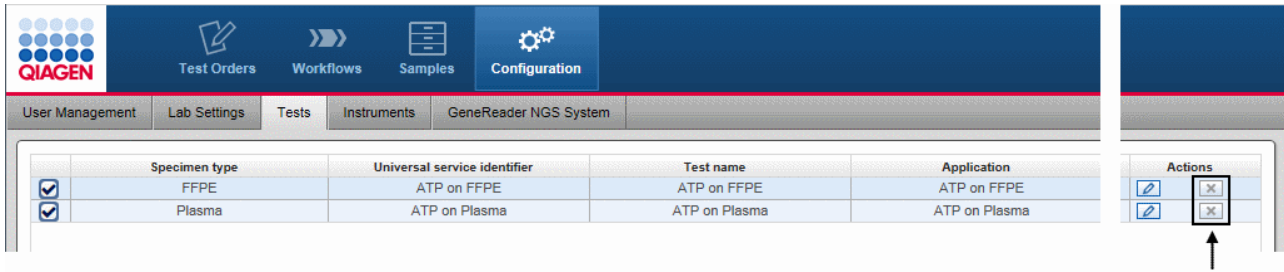 QIAGEN
Test Orders Workflows Samples Configuration
User Management Lab Settings Tests Instruments GeneReader NGS System
Specimen type Universal service identifier Test name Application Actions
FFPE ATP on FFPE ATP on FFPE ATP on FFPE
Plasma ATP on Plasma ATP on Plasma ATP on Plasma